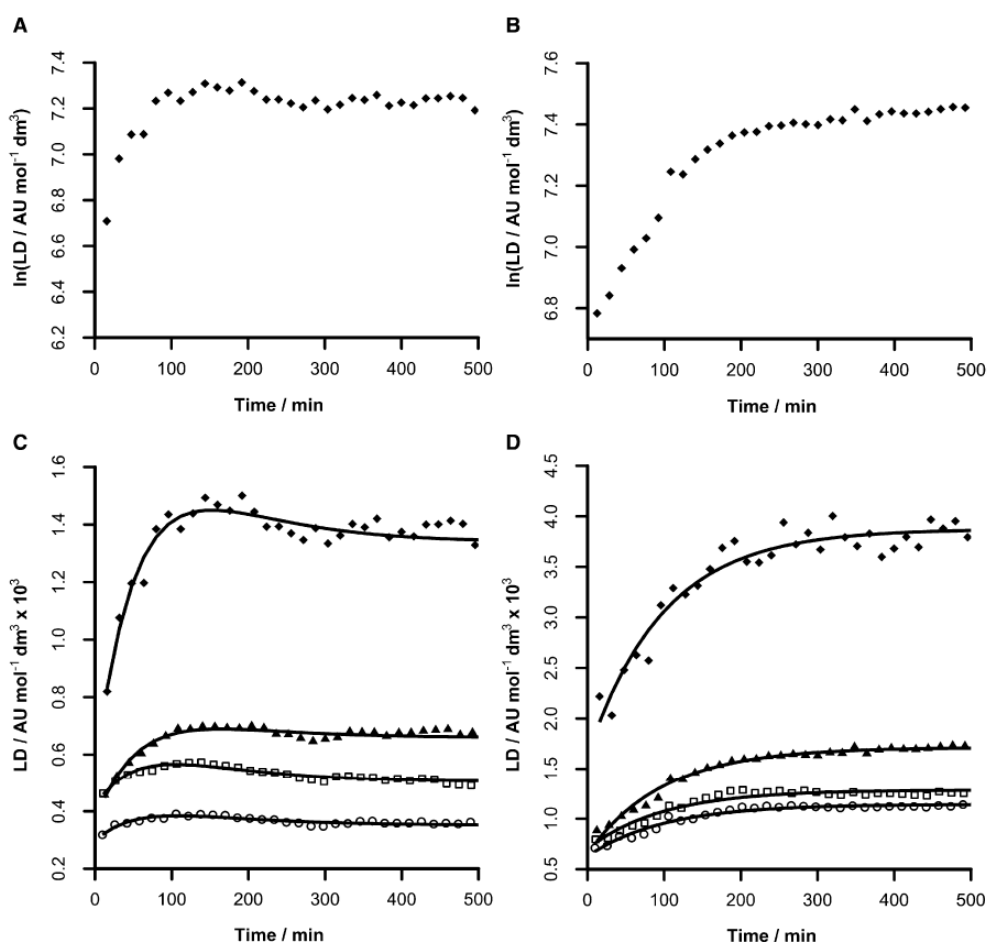 A
ln(LD / AU mol⁻¹ dm³)
7.4
7.2
7.0
6.8
6.6
6.4
6.2
0 100 200 300 400 500
Time / min
B
ln(LD / AU mol⁻¹ dm³)
7.6
7.4
7.2
7.0
6.8
0 100 200 300 400 500
Time / min
C
LD / AU mol⁻¹ dm³ x 10³
1.6
1.4
1.2
1.0
0.8
0.6
0.4
0.2
0 100 200 300 400 500
Time / min
D
LD / AU mol⁻¹ dm³ x 10³
4.5
4.0
3.5
3.0
2.5
2.0
1.5
1.0
0.5
0 100 200 300 400 500
Time / min